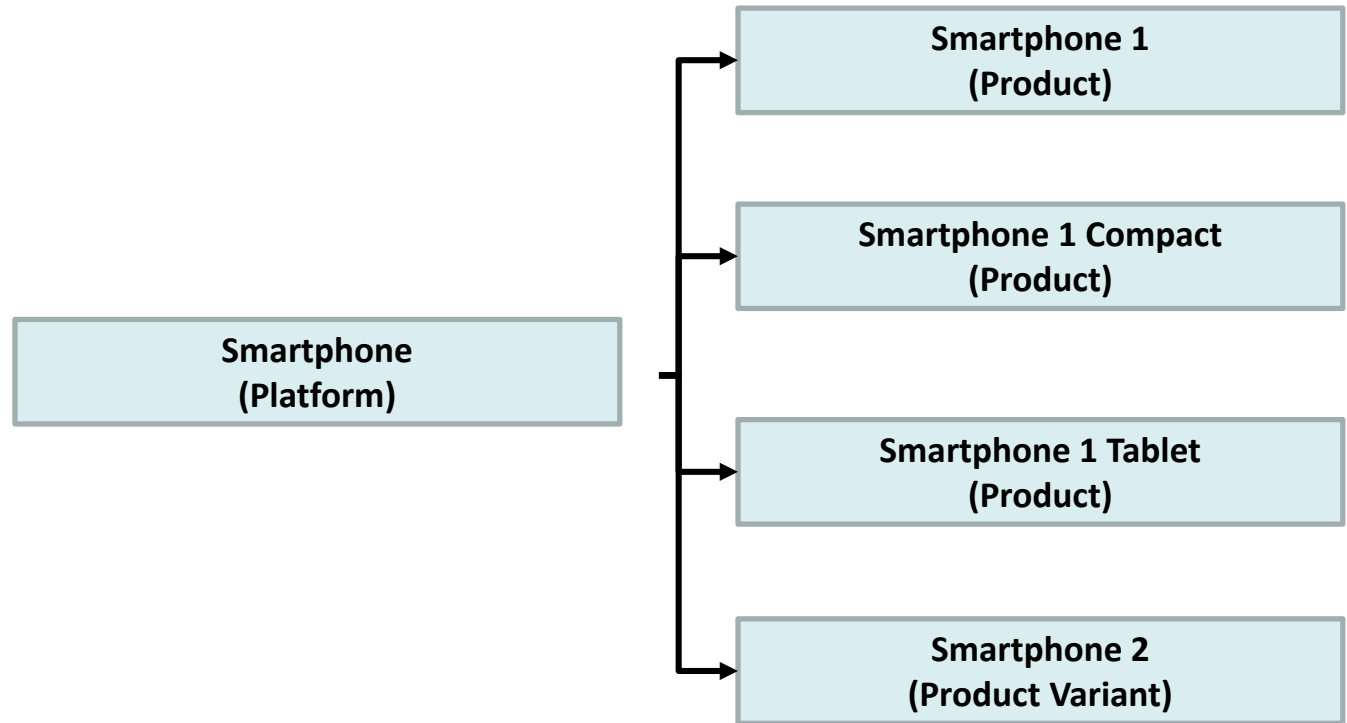 Smartphone 1
(Product)
Smartphone 1 Compact
(Product)
Smartphone
(Platform)
Smartphone 1 Tablet
(Product)
Smartphone 2
(Product Variant)